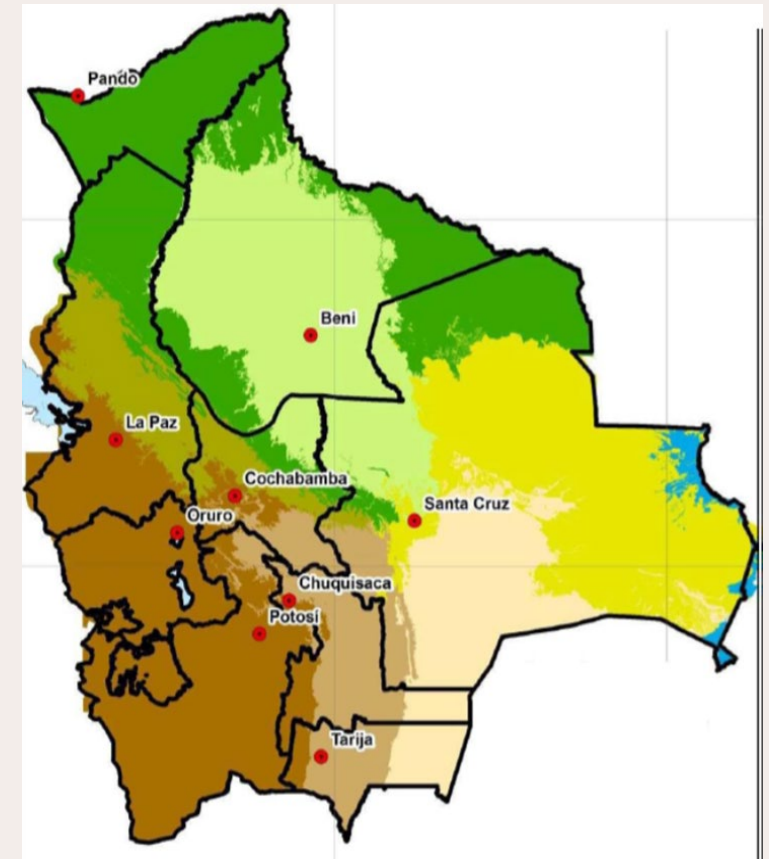 Pando
Beni
La Paz
Cochabamba
Oruro
Santa Cruz
Chuquisaca
Potosí
Tarija